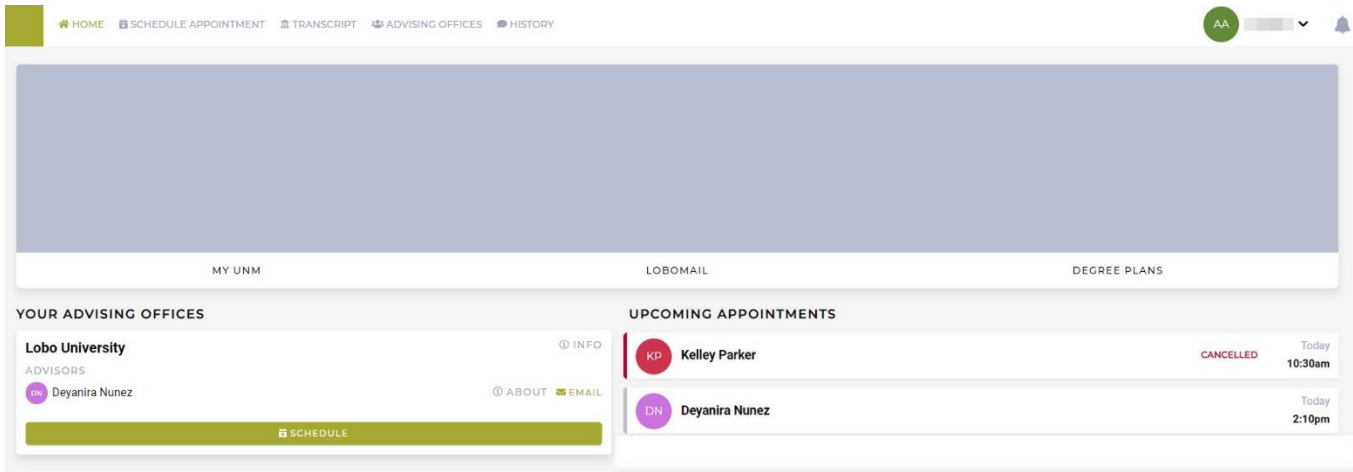 HOME SCHEDULE APPOINTMENT TRANSCRIPT ADVISING OFFICES HISTORY AA
MY UNM LOBOMAIL DEGREE PLANS
YOUR ADVISING OFFICES
Lobo University INFO
ADVISORS
DN Deyanira Nunez ABOUT EMAIL
SCHEDULE
UPCOMING APPOINTMENTS
KP Kelley Parker CANCELLED Today
10:30am
DN Deyanira Nunez Today
2:10pm